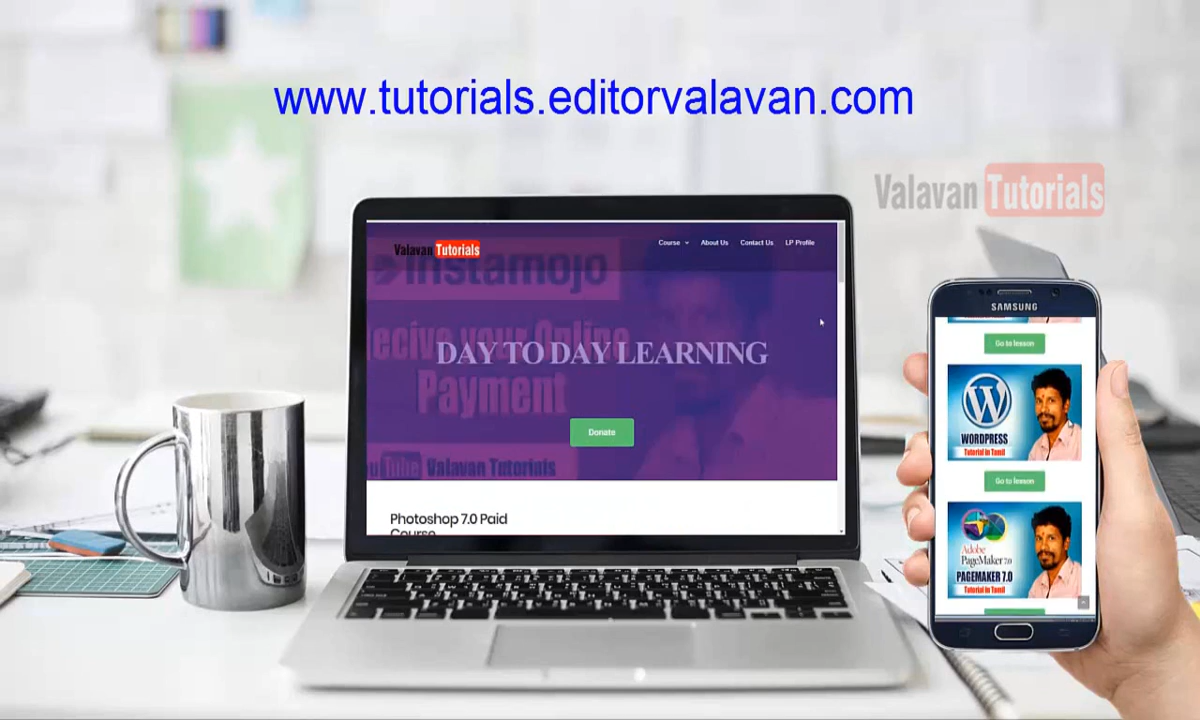 www.tutorials.editorvalavan.com
Valavan Tutorials
Valavan Tutorials
Course
About Us
Contact Us
LP Profile
instamojo
Online
DAY TO DAY LEARNING
Payment
Donate
Valavan Tutorials
Photoshop 7.0 Paid
Course
SAMSUNG
Go to lesson
WORDPRESS
Tutorial in Tamil
Go to lesson
Adobe
PageMaker 7.0
PAGEMAKER 7.0
Tutorial in Tamil